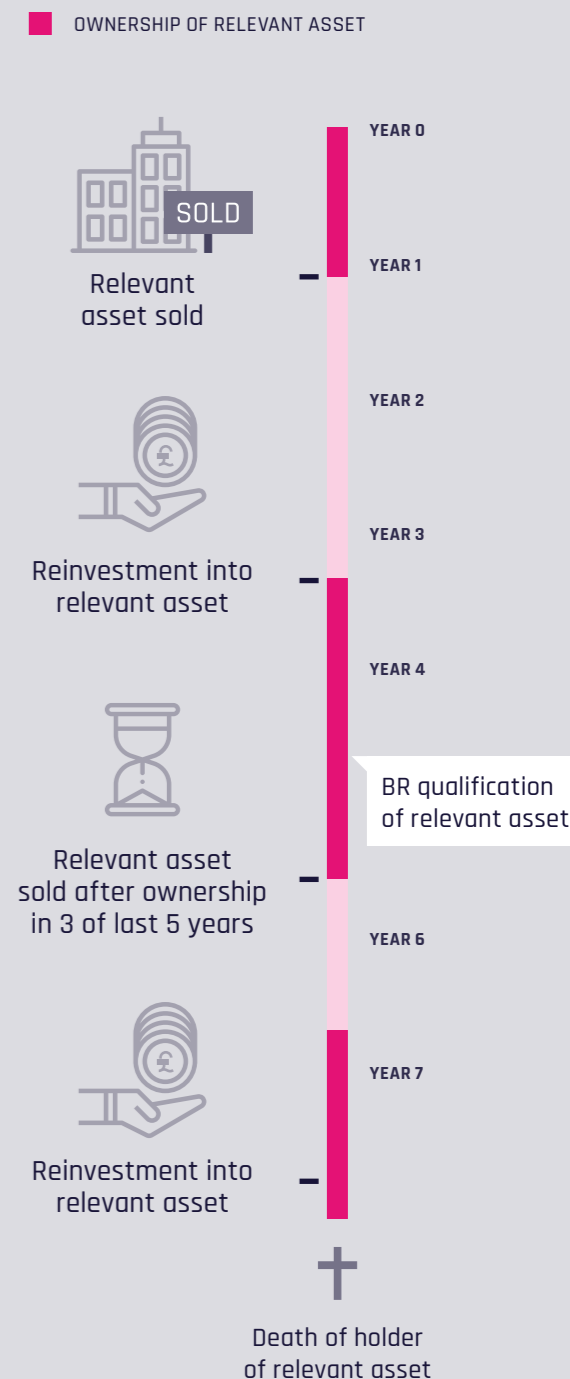 OWNERSHIP OF RELEVANT ASSET
YEAR 0
SOLD
YEAR 1
Relevant
asset sold
YEAR 2
£
YEAR 3
Reinvestment into
relevant asset
YEAR 4
BR qualification
of relevant asset
Relevant asset
sold after ownership
in 3 of last 5 years
YEAR 6
£
YEAR 7
Reinvestment into
relevant asset
Death of holder
of relevant asset